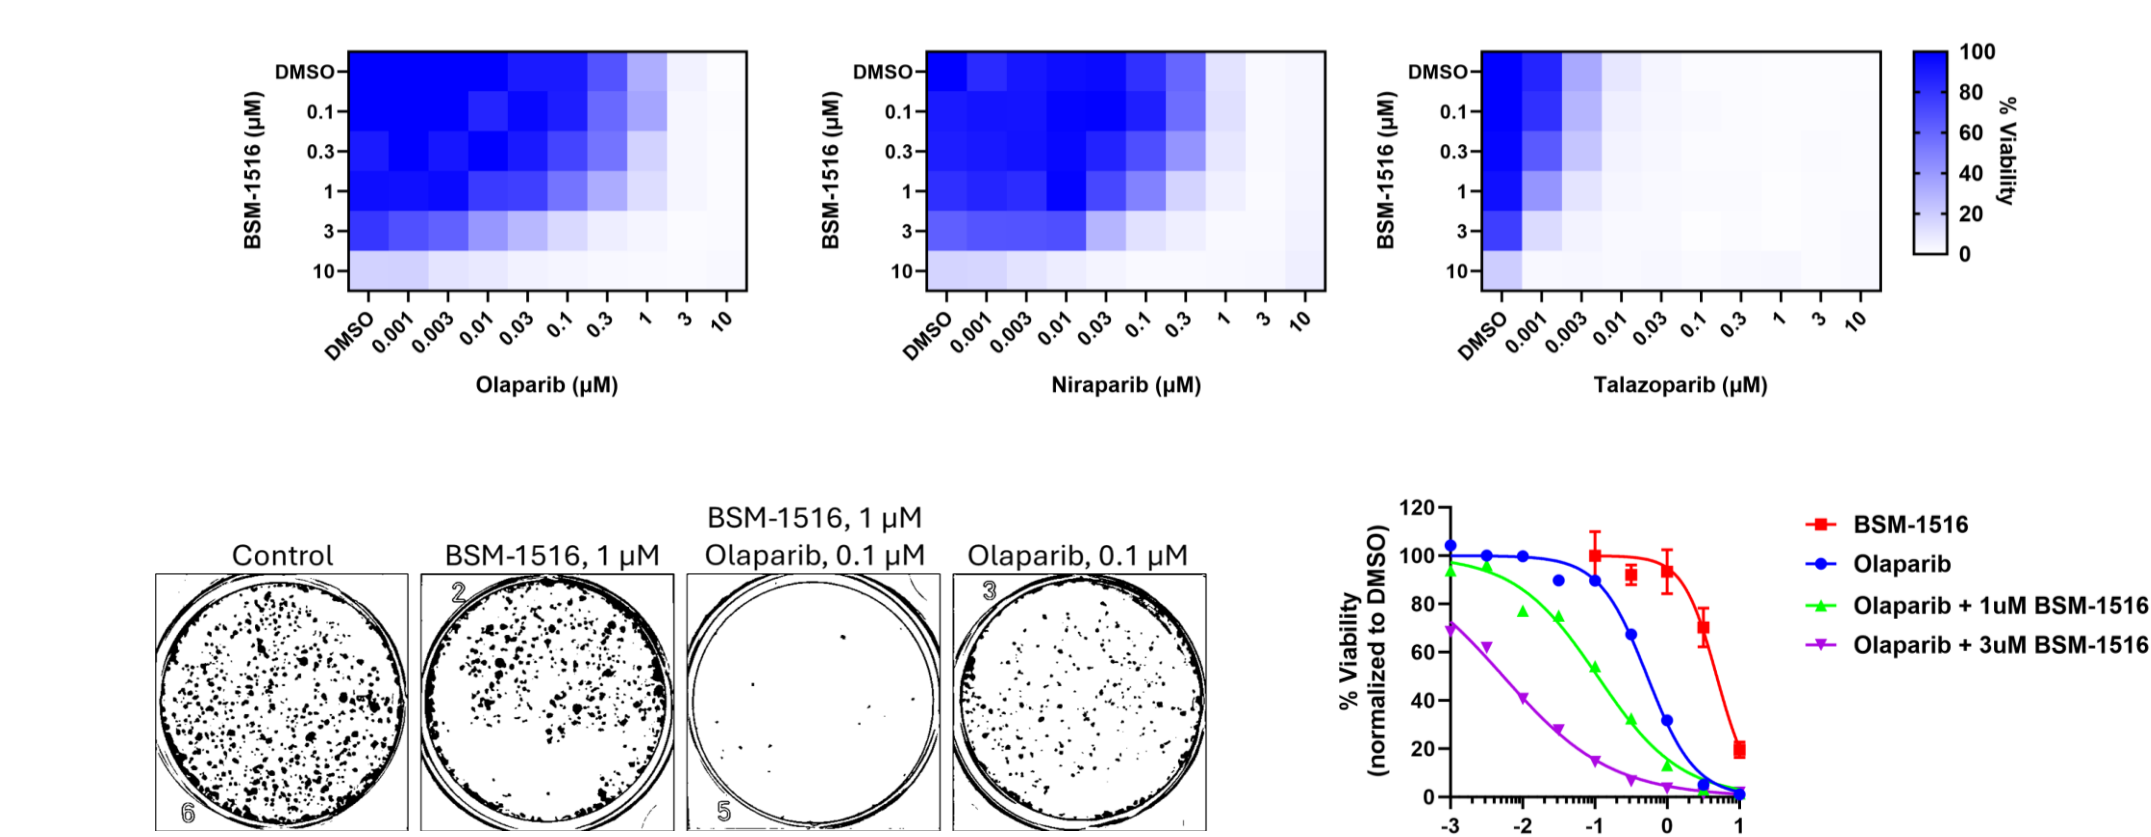 DMSO
0.1
0.3
1
3
10
BSM-1516 (µM)
DMSO 0.001 0.003 0.01 0.03 0.1 0.3 1 3 10
Olaparib (µM)
DMSO
0.1
0.3
1
3
10
BSM-1516 (µM)
DMSO 0.001 0.003 0.01 0.03 0.1 0.3 1 3 10
Niraparib (µM)
DMSO
0.1
0.3
1
3
10
BSM-1516 (µM)
DMSO 0.001 0.003 0.01 0.03 0.1 0.3 1 3 10
Talazoparib (µM)
100
80
60
40
20
0
% Viability
Control
BSM-1516, 1 µM
BSM-1516, 1 µM
Olaparib, 0.1 µM
Olaparib, 0.1 µM
6
2
5
3
% Viability
(normalized to DMSO)
120
100
80
60
40
20
0
-3 -2 -1 0 1
BSM-1516
Olaparib
Olaparib + 1uM BSM-1516
Olaparib + 3uM BSM-1516